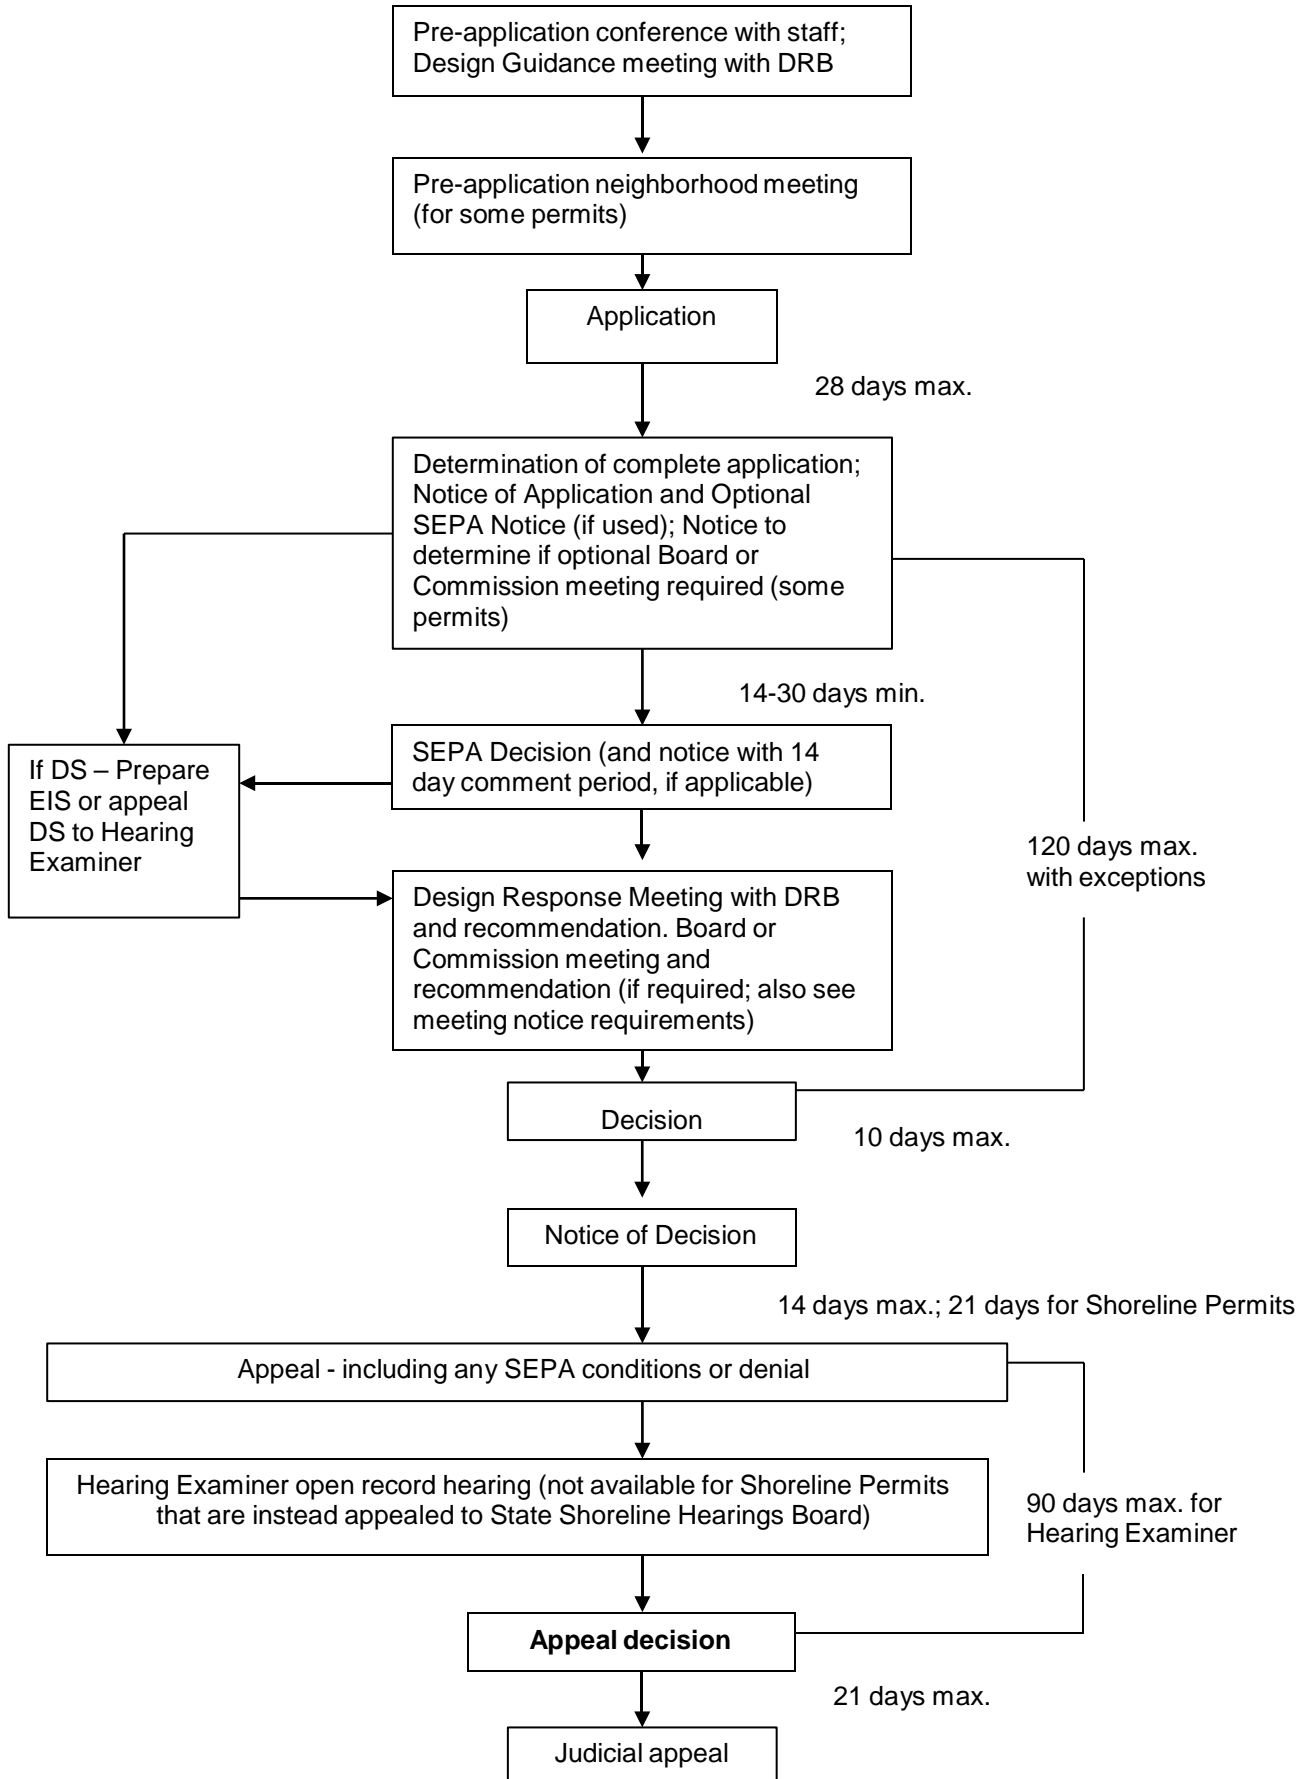 Pre-application conference with staff;
Design Guidance meeting with DRB
Pre-application neighborhood meeting
(for some permits)
Application
28 days max.
Determination of complete application;
Notice of Application and Optional
SEPA Notice (if used); Notice to
determine if optional Board or
Commission meeting required (some
permits)
14-30 days min.
SEPA Decision (and notice with 14
day comment period, if applicable)
If DS – Prepare
EIS or appeal
DS to Hearing
Examiner
120 days max.
with exceptions
Design Response Meeting with DRB
and recommendation. Board or
Commission meeting and
recommendation (if required; also see
meeting notice requirements)
Decision
10 days max.
Notice of Decision
14 days max.; 21 days for Shoreline Permits
Appeal - including any SEPA conditions or denial
Hearing Examiner open record hearing (not available for Shoreline Permits
that are instead appealed to State Shoreline Hearings Board)
90 days max. for
Hearing Examiner
Appeal decision
21 days max.
Judicial appeal